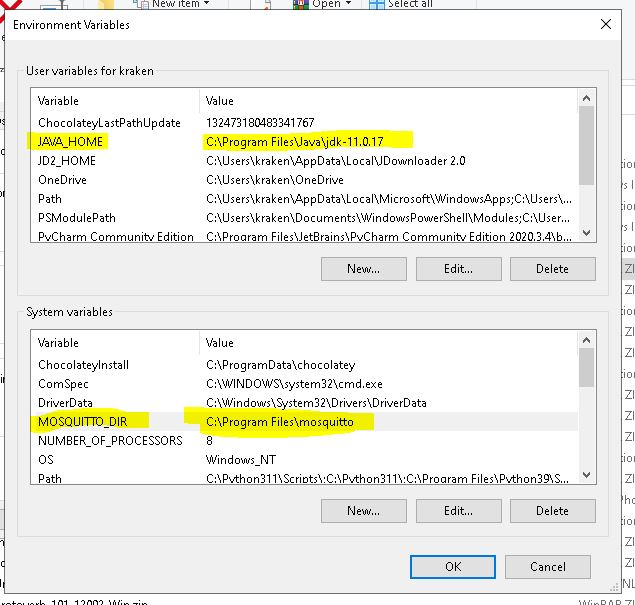 New item
Open
Select all
Environment Variables
User variables for kraken
Variable Value
ChocolateyLastPathUpdate 132473180483341767
JAVA_HOME C:\Program Files\Java\jdk-11.0.17
JD2_HOME C:\Users\kraken\AppData\Local\JDownloader 2.0
OneDrive C:\Users\kraken\OneDrive
Path C:\Users\kraken\AppData\Local\Microsoft\WindowsApps;C:\Users\...
PSModulePath C:\Users\kraken\Documents\WindowsPowerShell\Modules;C:\User...
PyCharm Community Edition C:\Program Files\JetBrains\PyCharm Community Edition 2020.3.4\b...
New... Edit... Delete
System variables
Variable Value
ChocolateyInstall C:\ProgramData\chocolatey
ComSpec C:\WINDOWS\system32\cmd.exe
DriverData C:\Windows\System32\Drivers\DriverData
MOSQUITTO_DIR C:\Program Files\mosquitto
NUMBER_OF_PROCESSORS 8
OS Windows_NT
Path C:\Python311\Scripts\;C:\Python311\;C:\Program Files\Python39\S...
New... Edit... Delete
OK Cancel